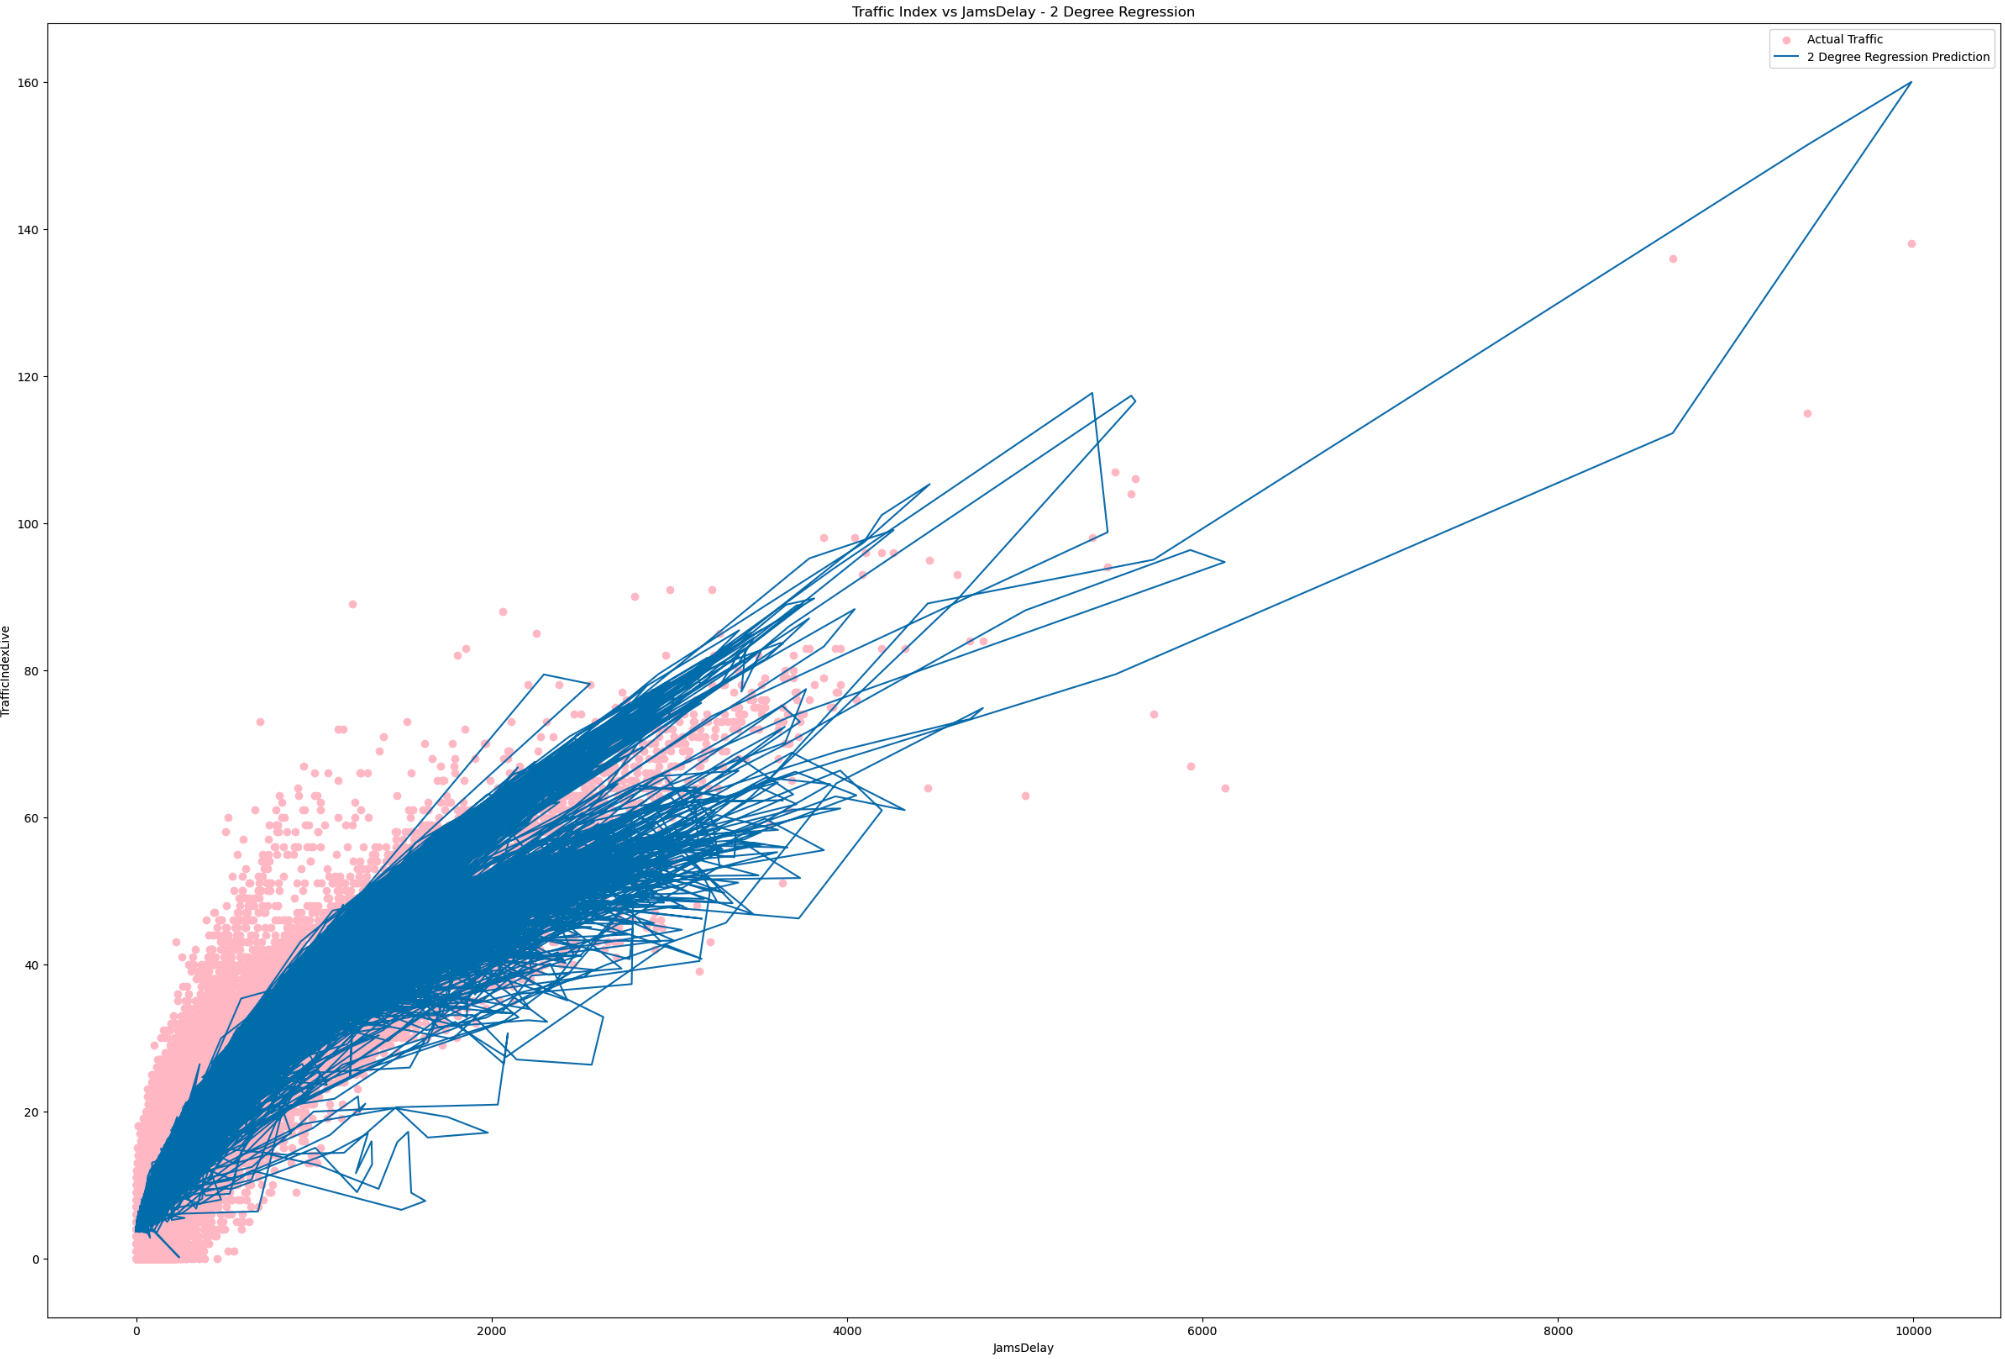 Traffic Index vs JamsDelay - 2 Degree Regression
Actual Traffic
2 Degree Regression Prediction
160
140
120
100
80
60
40
20
0
TrafficIndexLive
0 2000 4000 6000 8000 10000
JamsDelay